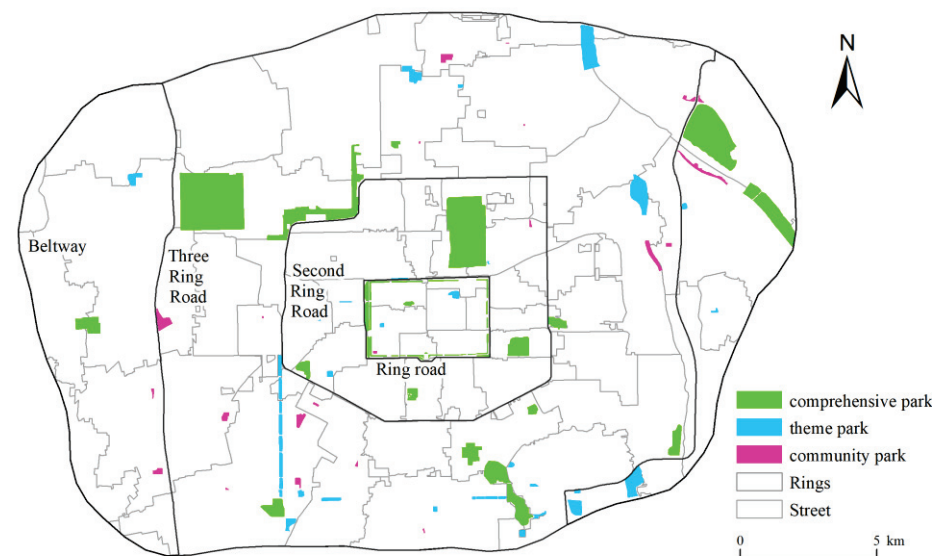 N
Beltway
Three
Ring
Road
Second
Ring
Road
Ring road
comprehensive park
theme park
community park
Rings
Street
0 5 km